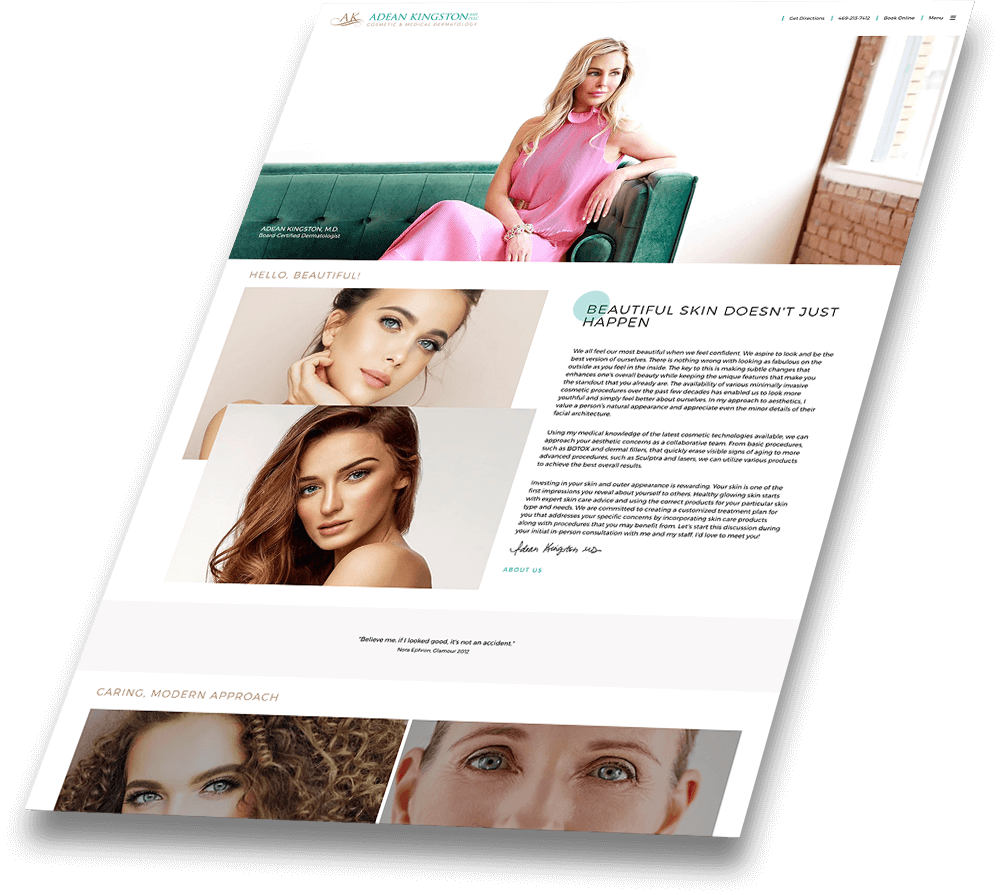 AK ADEAN KINGSTON
COSMETIC & MEDICAL DERMATOLOGY
Get Directions
469-213-7412
Book Online
Menu
ADEAN KINGSTON, M.D.
Board-Certified Dermatologist
HELLO, BEAUTIFUL!
BEAUTIFUL SKIN DOESN'T JUST
HAPPEN
We all feel our most beautiful when we feel confident. We aspire to look and be the
best version of ourselves. There is nothing wrong with looking as fabulous on the
outside as you feel in the inside. The key to this is making subtle changes that
enhances one's overall beauty while keeping the unique features that make you
the standout that you already are. The availability of various minimally invasive
cosmetic procedures over the past few decades has enabled us to look more
youthful and simply feel better about ourselves. In my approach to aesthetics, I
value a person's natural appearance and appreciate even the minor details of their
facial architecture.
Using my medical knowledge of the latest cosmetic technologies available, we can
approach your aesthetic concerns as a collaborative team. From basic procedures,
such as BOTOX and dermal fillers, that quickly erase visible signs of aging to more
advanced procedures, such as Sculptra and lasers, we can utilize various products
to achieve the best overall results.
Investing in your skin and outer appearance is rewarding. Your skin is one of the
first impressions you reveal about yourself to others. Healthy glowing skin starts
with expert skin care advice and using the correct products for your particular skin
type and needs. We are committed to creating a customized treatment plan for
you that addresses your specific concerns by incorporating skin care products
along with procedures that you may benefit from. Let's start this discussion during
your initial in-person consultation with me and my staff. I'd love to meet you!
Adean Kingston MD
ABOUT US
"Believe me, if I looked good, it's not an accident."
Nora Ephron, Glamour 2012
CARING, MODERN APPROACH